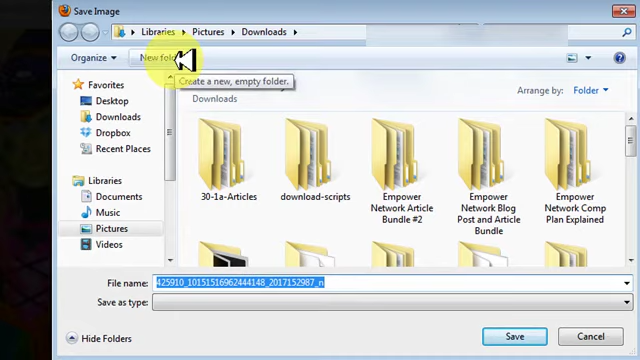 Save Image
Libraries
Pictures
Downloads
Organize
New fol
Create a new, empty folder.
Favorites
Desktop
Downloads
Dropbox
Recent Places
Libraries
Documents
Music
Pictures
Videos
Downloads
Arrange by: Folder
30-1a-Articles
download-scripts
Empower
Network Article
Bundle #2
Empower
Network Blog
Post and Article
Bundle
Empower
Network Comp
Plan Explained
File name: 425910_10151516962444148_2017152987_n
Save as type:
Hide Folders
Save
Cancel